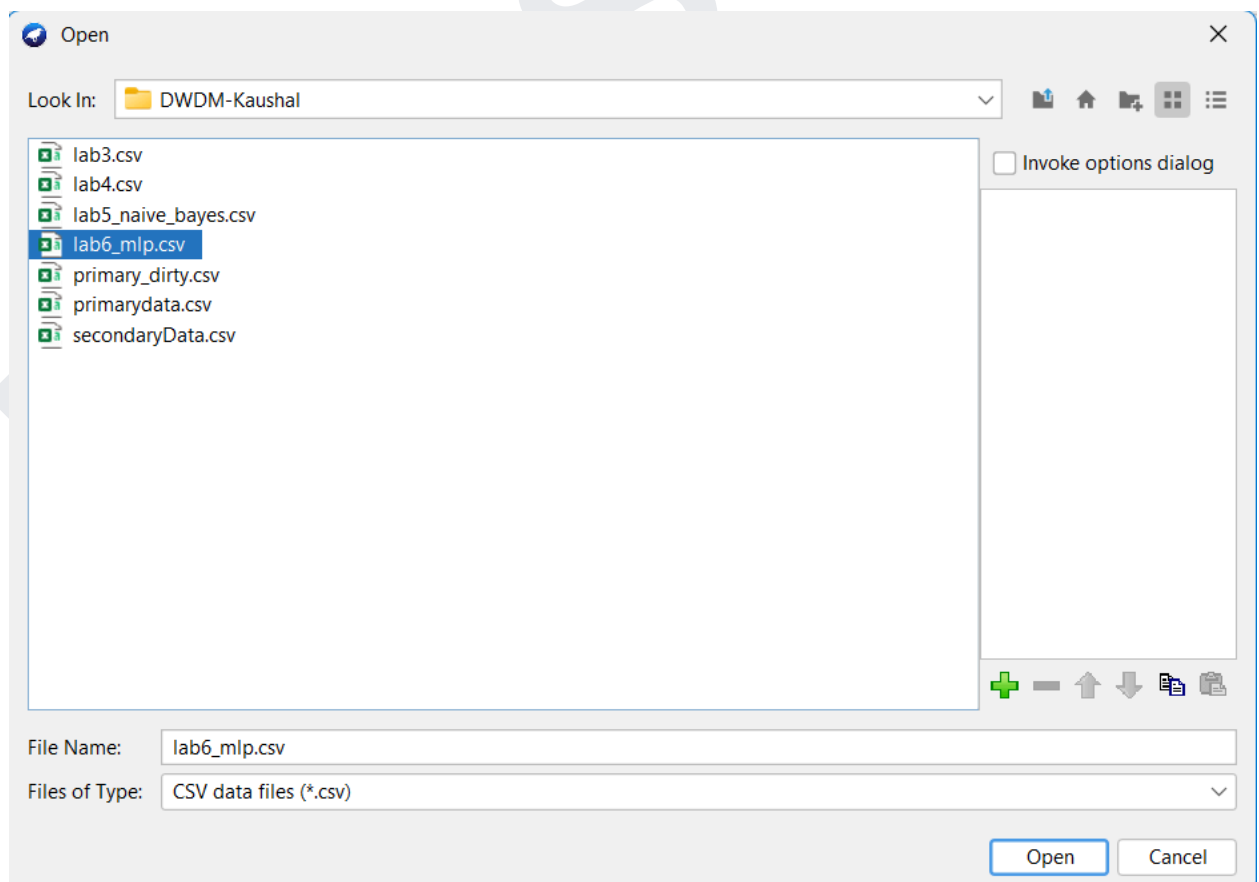 Open
Look In: DWDM-Kaushal
lab3.csv
lab4.csv
lab5_naive_bayes.csv
lab6_mlp.csv
primary_dirty.csv
primarydata.csv
secondaryData.csv
Invoke options dialog
File Name: lab6_mlp.csv
Files of Type: CSV data files (*.csv)
Open Cancel